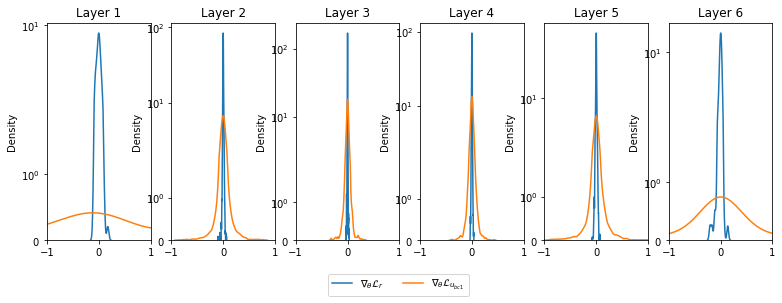 Layer 1 Layer 2 Layer 3 Layer 4 Layer 5 Layer 6
10¹ 10² 10² 10² 10¹
10¹ 10¹ 10¹ 10¹
Density Density Density Density Density Density
10⁰ 10⁰ 10⁰ 10⁰ 10⁰ 10⁰
0 0 0 0 0 0
−1 0 1 −1 0 1 −1 0 1 −1 0 1 −1 0 1 −1 0 1
∇θℒr ∇θℒu_bc1